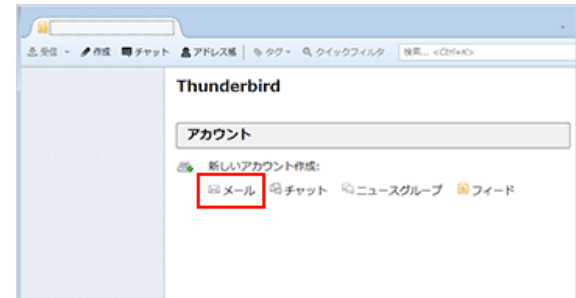 受信 作成 チャット アドレス帳 タグ クイックフィルタ 検索... <Ctrl+K>
Thunderbird
アカウント
新しいアカウント作成:
メール チャット ニュースグループ フィード